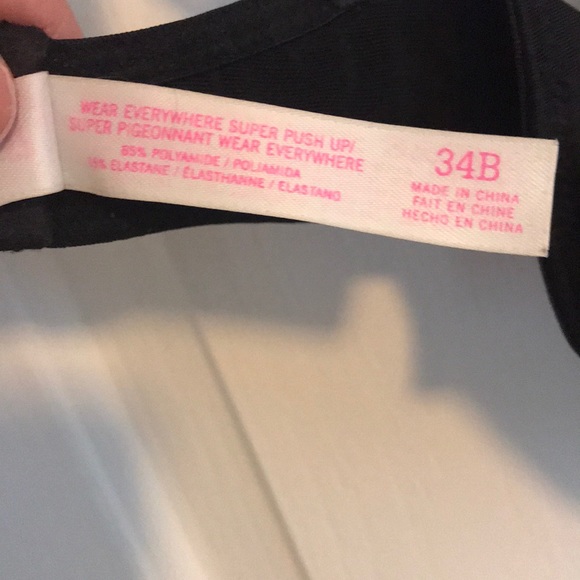 WEAR EVERYWHERE SUPER PUSH UP/
SUPER PIGEONNANT WEAR EVERYWHERE
85% POLYAMIDE / POLIAMIDA
15% ELASTANE / ÉLASTHANNE / ELASTANO
34B
MADE IN CHINA
FAIT EN CHINE
HECHO EN CHINA